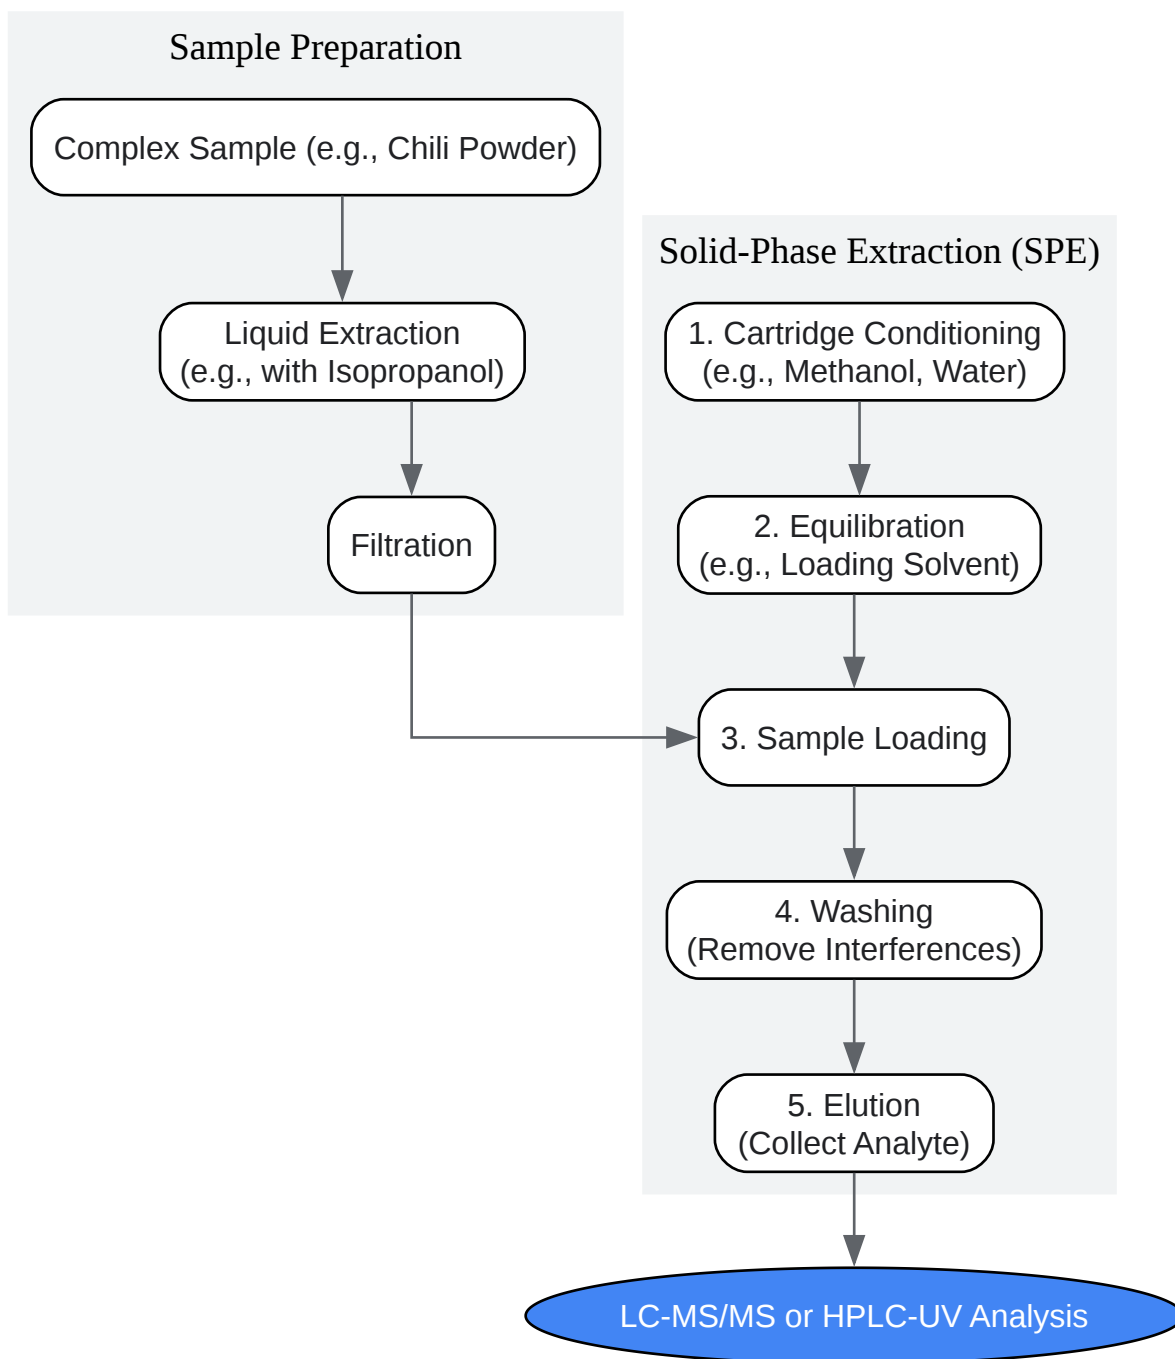 Sample Preparation
Complex Sample (e.g., Chili Powder)
Liquid Extraction
(e.g., with Isopropanol)
Filtration
Solid-Phase Extraction (SPE)
1. Cartridge Conditioning
(e.g., Methanol, Water)
2. Equilibration
(e.g., Loading Solvent)
3. Sample Loading
4. Washing
(Remove Interferences)
5. Elution
(Collect Analyte)
LC-MS/MS or HPLC-UV Analysis